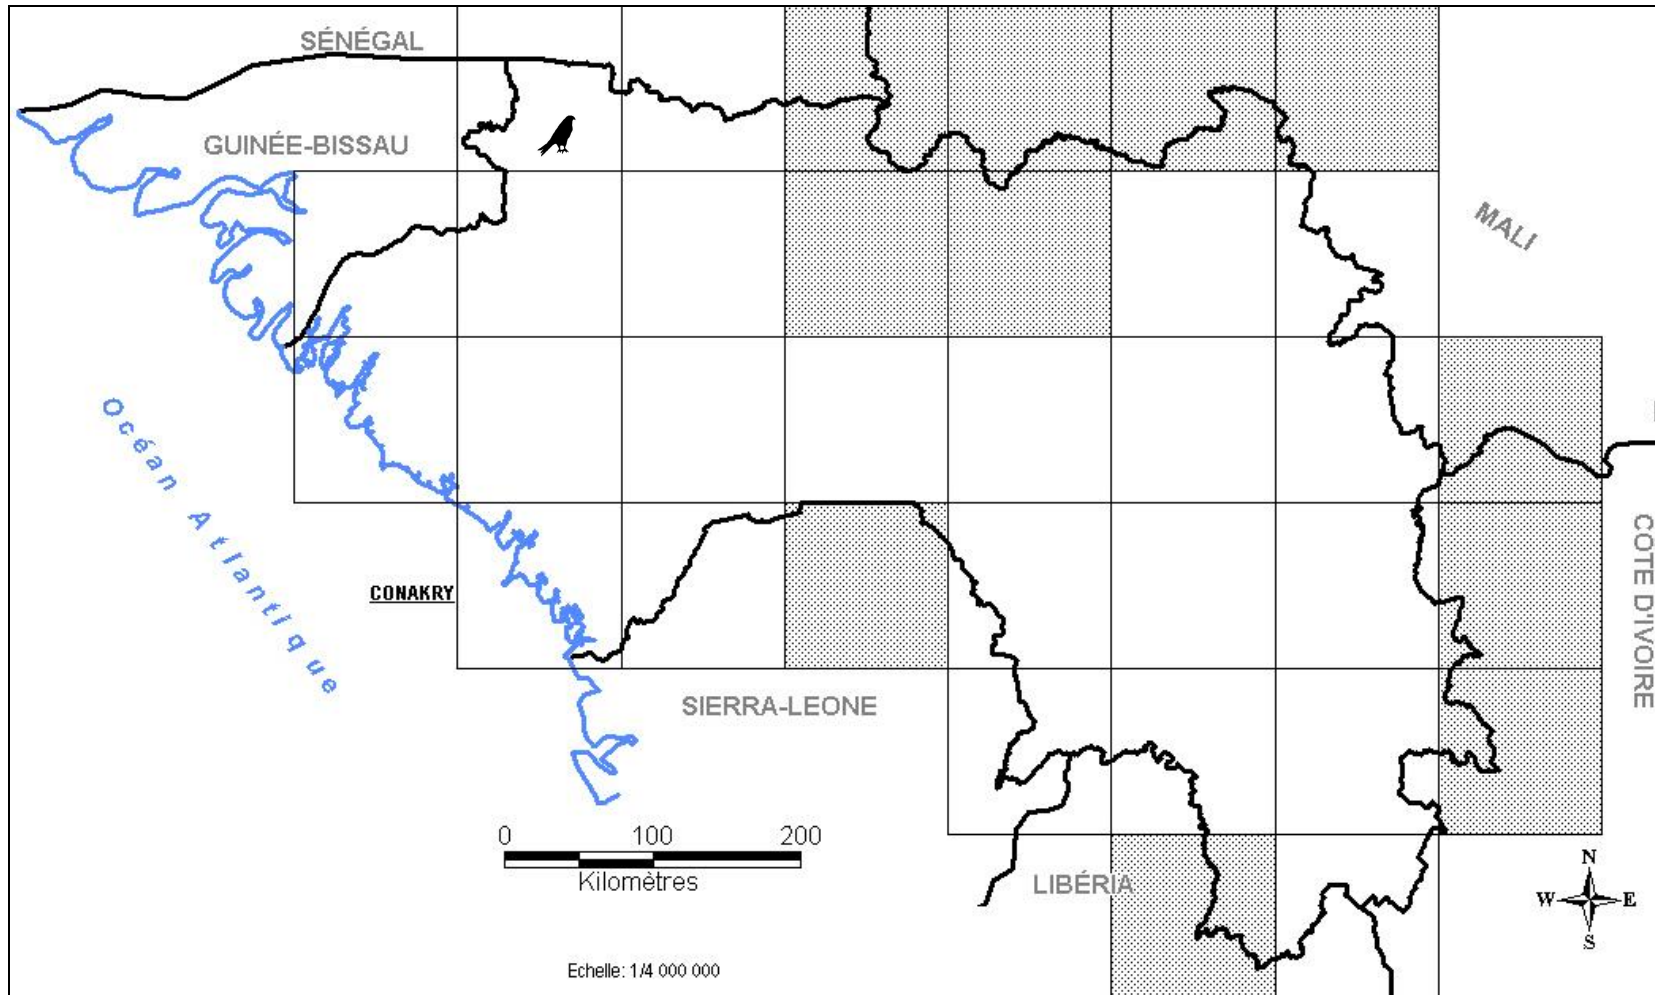 SÉNÉGAL
GUINÉE-BISSAU
MALI
Océan Atlantique
COTE D'IVOIRE
CONAKRY
SIERRA-LEONE
0 100 200
Kilomètres
LIBÉRIA
N
W E
S
Echelle: 1/4 000 000